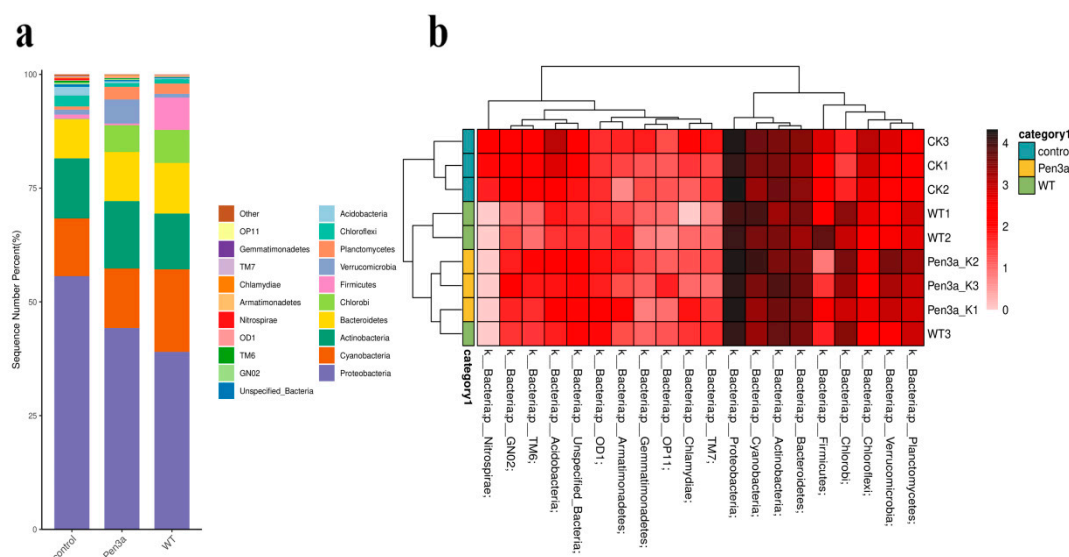 a
b
Sequence Number Percent(%)
100
75
50
25
0
control
Pen3a
WT
Other
OP11
Gemmatimonadetes
TM7
Chlamydiae
Armatimonadetes
Nitrospirae
OD1
TM6
GN02
Unspecified_Bacteria
Acidobacteria
Chloroflexi
Planctomycetes
Verrucomicrobia
Firmicutes
Chlorobi
Bacteroidetes
Actinobacteria
Cyanobacteria
Proteobacteria
CK3
CK1
CK2
WT1
WT2
Pen3a_K2
Pen3a_K3
Pen3a_K1
WT3
category1
k__Bacteria;p__Nitrospirae;
k__Bacteria;p__GN02;
k__Bacteria;p__TM6;
k__Bacteria;p__Acidobacteria;
k__Bacteria;p__Unspecified_Bacteria;
k__Bacteria;p__OD1;
k__Bacteria;p__Armatimonadetes;
k__Bacteria;p__Gemmatimonadetes;
k__Bacteria;p__OP11;
k__Bacteria;p__Chlamydiae;
k__Bacteria;p__TM7;
k__Bacteria;p__Proteobacteria;
k__Bacteria;p__Cyanobacteria;
k__Bacteria;p__Actinobacteria;
k__Bacteria;p__Bacteroidetes;
k__Bacteria;p__Firmicutes;
k__Bacteria;p__Chlorobi;
k__Bacteria;p__Chloroflexi;
k__Bacteria;p__Verrucomicrobia;
k__Bacteria;p__Planctomycetes;
4
3
2
1
0
category1
control
Pen3a
WT